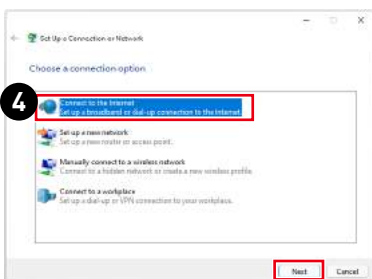 Set Up a Connection or Network
Choose a connection option
4
Connect to the Internet
Set up a broadband or dial-up connection to the Internet.
Set up a new network
Set up a new router or access point.
Manually connect to a wireless network
Connect to a hidden network or create a new wireless profile.
Connect to a workplace
Set up a dial-up or VPN connection to your workplace.
Next
Cancel